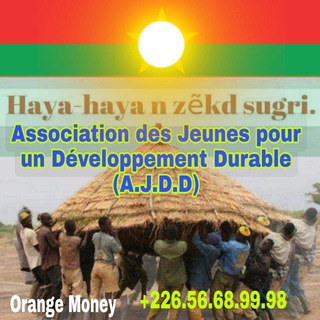 Haya-haya n zẽkd sugri.
Association des Jeunes pour
un Développement Durable
(A.J.D.D)
Orange Money
+226.56.68.99.98